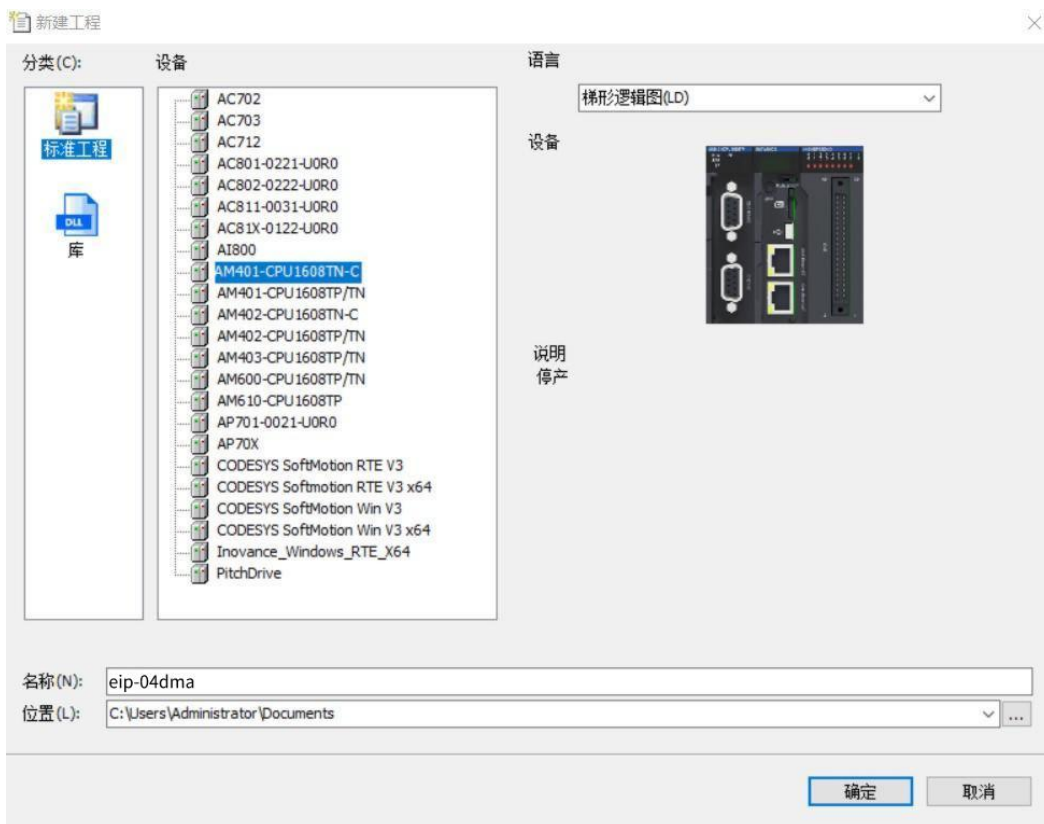 新建工程
分类(C):
设备
语言
标准工程
DLL
库
AC702
AC703
AC712
AC801-0221-U0R0
AC802-0222-U0R0
AC811-0031-U0R0
AC81X-0122-U0R0
AI800
AM401-CPU1608TN-C
AM401-CPU1608TP/TN
AM402-CPU1608TN-C
AM402-CPU1608TP/TN
AM403-CPU1608TP/TN
AM600-CPU1608TP/TN
AM610-CPU1608TP
AP701-0021-U0R0
AP70X
CODESYS SoftMotion RTE V3
CODESYS Softmotion RTE V3 x64
CODESYS SoftMotion Win V3
CODESYS SoftMotion Win V3 x64
Inovance_Windows_RTE_X64
PitchDrive
梯形逻辑图(LD)
设备
说明
停产
名称(N):
eip-04dma
位置(L):
C:\Users\Administrator\Documents
...
确定
取消